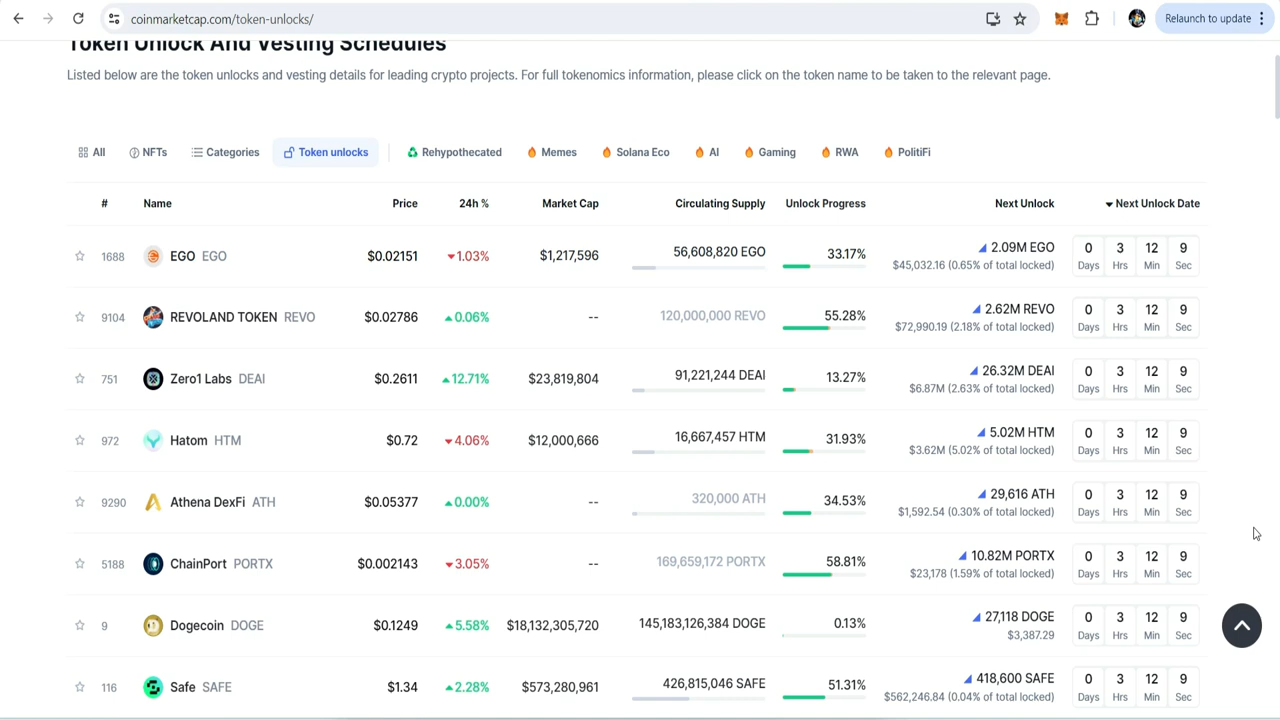 coinmarketcap.com/token-unlocks/
Relaunch to update
Token Unlock And Vesting Schedules
Listed below are the token unlocks and vesting details for leading crypto projects. For full tokenomics information, please click on the token name to be taken to the relevant page.
All NFTs Categories Token unlocks Rehypothecated Memes Solana Eco AI Gaming RWA PolitiFi
# Name Price 24h % Market Cap Circulating Supply Unlock Progress Next Unlock Next Unlock Date
1688 EGO EGO $0.02151 1.03% $1,217,596 56,608,820 EGO 33.17% 2.09M EGO 0 3 12 9
$45,032.16 (0.65% of total locked) Days Hrs Min Sec
9104 REVOLAND TOKEN REVO $0.02786 0.06% -- 120,000,000 REVO 55.28% 2.62M REVO 0 3 12 9
$72,990.19 (2.18% of total locked) Days Hrs Min Sec
751 Zero1 Labs DEAI $0.2611 12.71% $23,819,804 91,221,244 DEAI 13.27% 26.32M DEAI 0 3 12 9
$6.87M (2.63% of total locked) Days Hrs Min Sec
972 Hatom HTM $0.72 4.06% $12,000,666 16,667,457 HTM 31.93% 5.02M HTM 0 3 12 9
$3.62M (5.02% of total locked) Days Hrs Min Sec
9290 Athena DexFi ATH $0.05377 0.00% -- 320,000 ATH 34.53% 29,616 ATH 0 3 12 9
$1,592.54 (0.30% of total locked) Days Hrs Min Sec
5188 ChainPort PORTX $0.002143 3.05% -- 169,659,172 PORTX 58.81% 10.82M PORTX 0 3 12 9
$23,178 (1.59% of total locked) Days Hrs Min Sec
9 Dogecoin DOGE $0.1249 5.58% $18,132,305,720 145,183,126,384 DOGE 0.13% 27,118 DOGE 0 3 12 9
$3,387.29 Days Hrs Min Sec
116 Safe SAFE $1.34 2.28% $573,280,961 426,815,046 SAFE 51.31% 418,600 SAFE 0 3 12 9
$562,246.84 (0.04% of total locked) Days Hrs Min Sec